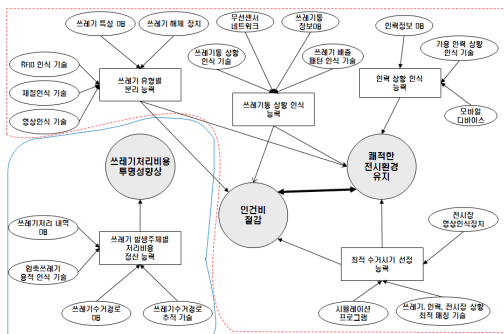 쓰레기 특성 DB
쓰레기 해체 장치
무선센서
네트워크
쓰레기통
정보DB
인력정보 DB
RFID 인식 기술
재질인식 기술
영상인식 기술
쓰레기 유형별
분리 능력
쓰레기통 상황
인식 기술
쓰레기 배출
패턴 인식 기술
쓰레기통 상황 인식
능력
인력 상황 인식
능력
가용 인력 상황
인식 기술
모바일
디바이스
쓰레기처리비용
투명성향상
쾌적한
전시환경
유지
인건비
절감
쓰레기처리 내역
DB
압축쓰레기
용적 인식 기술
쓰레기 발생주체별
처리비용
정산 능력
쓰레기수거경로
DB
쓰레기수거경로
추적 기술
최적 수거시기 선정
능력
전시장
영상인식장치
시뮬레이션
프로그램
쓰레기, 인력, 전시장 상황
최적 매칭 기술